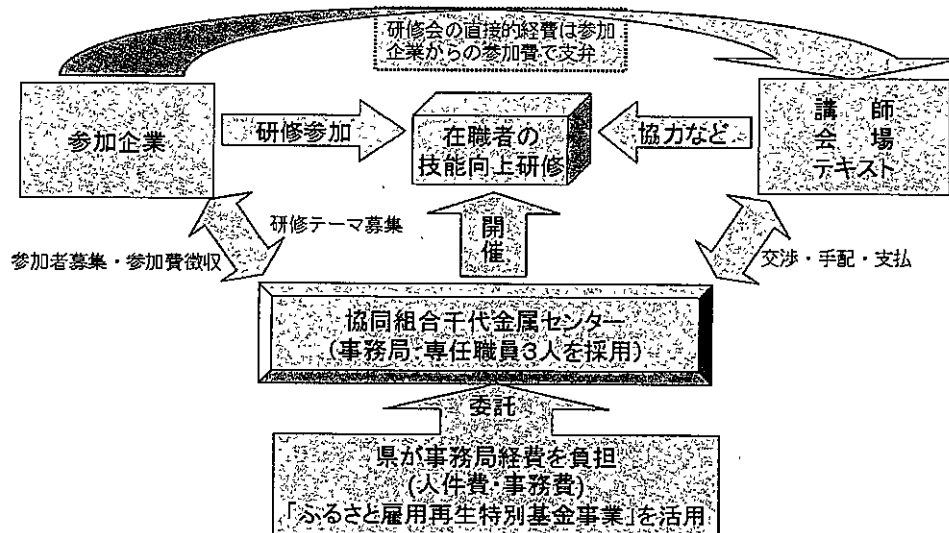 研修会の直接的経費は参加
企業からの参加費で支弁
参加企業
研修参加
在職者の
技能向上研修
協力など
講　師
会　場
テキスト
研修テーマ募集
参加者募集・参加費徴収
開催
交渉・手配・支払
協同組合千代金属センター
(事務局・専任職員3人を採用)
委託
県が事務局経費を負担
(人件費・事務費)
「ふるさと雇用再生特別基金事業」を活用